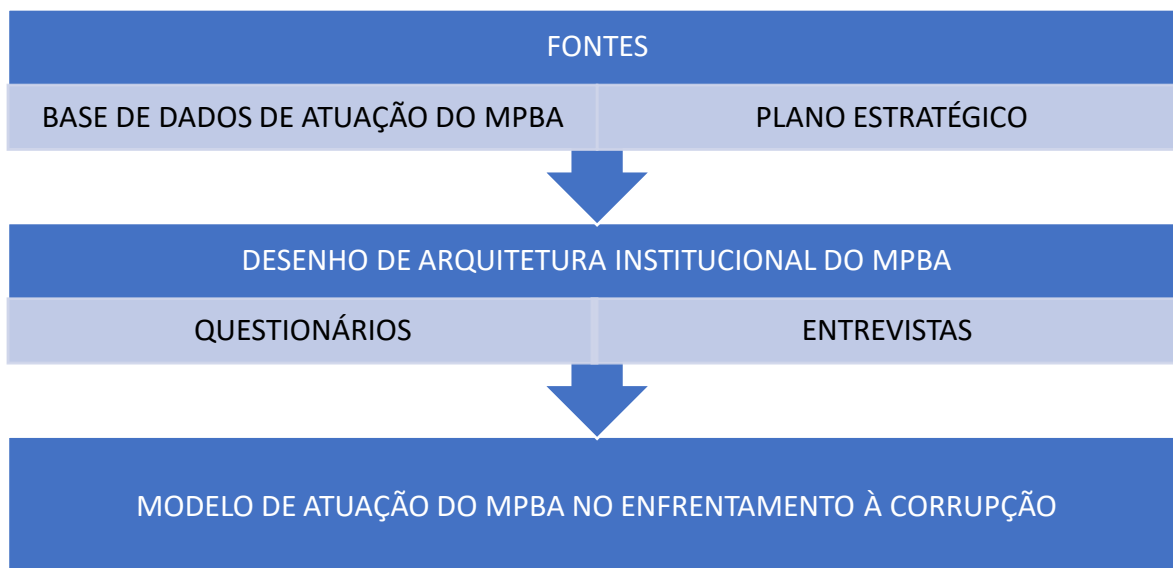 FONTES
BASE DE DADOS DE ATUAÇÃO DO MPBA
PLANO ESTRATÉGICO
DESENHO DE ARQUITETURA INSTITUCIONAL DO MPBA
QUESTIONÁRIOS
ENTREVISTAS
MODELO DE ATUAÇÃO DO MPBA NO ENFRENTAMENTO À CORRUPÇÃO